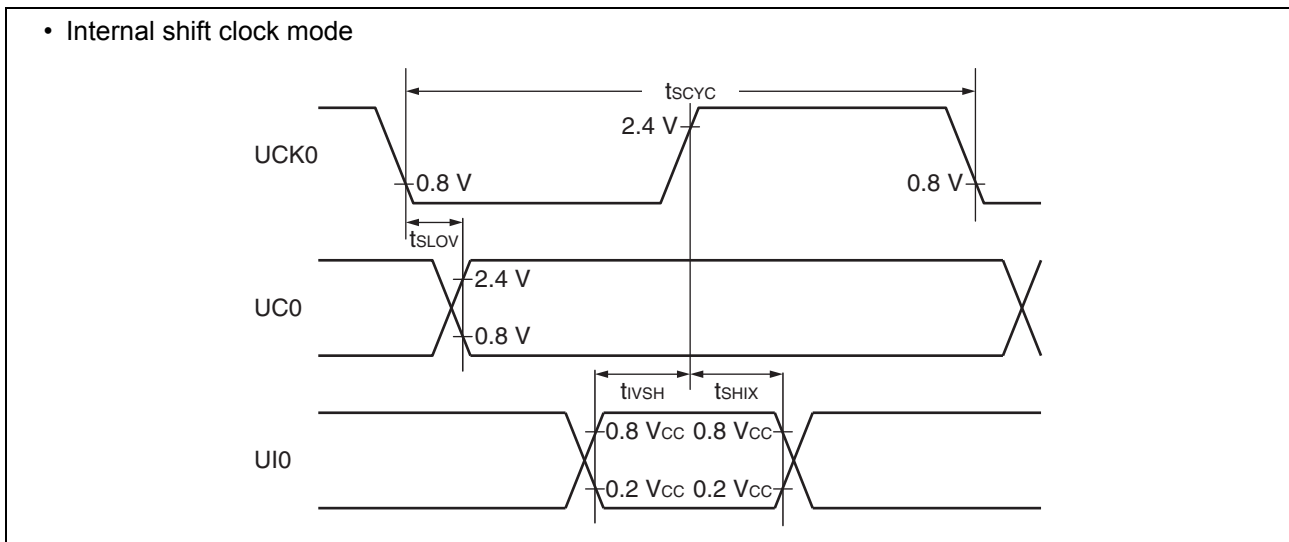 • Internal shift clock mode
tSCYC
2.4 V
UCK0
0.8 V
0.8 V
tSLOV
2.4 V
UC0
0.8 V
tIVSH
tSHIX
0.8 VCC 0.8 VCC
UI0
0.2 VCC 0.2 VCC